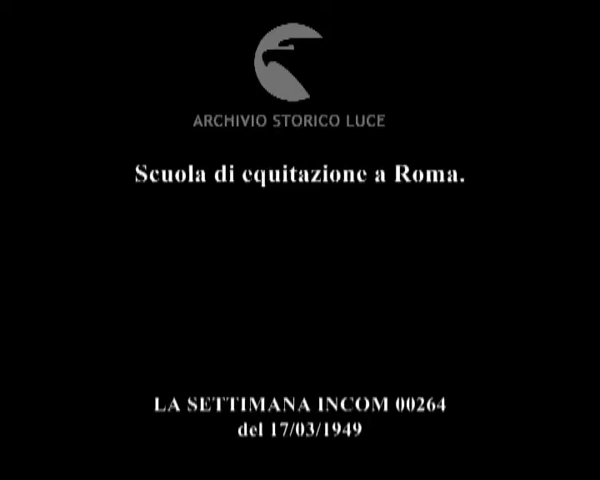 ARCHIVIO STORICO LUCE
Scuola di equitazione a Roma.
LA SETTIMANA INCOM 00264
del 17/03/1949